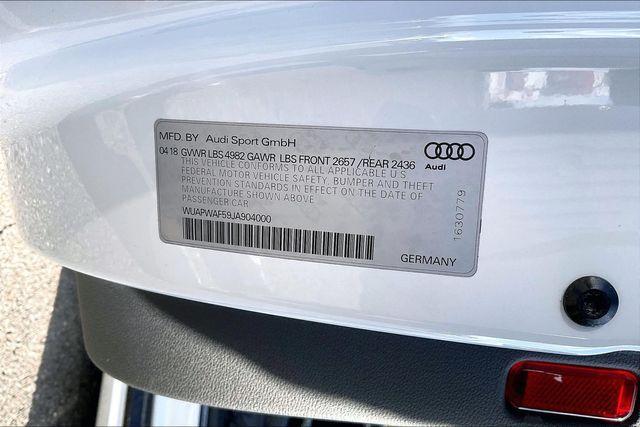 MFD. BY Audi Sport GmbH
04 18 GVWR LBS 4982 GAWR LBS FRONT 2657 /REAR 2436
THIS VEHICLE CONFORMS TO ALL APPLICABLE U S
FEDERAL MOTOR VEHICLE SAFETY, BUMPER AND THEFT
PREVENTION STANDARDS IN EFFECT ON THE DATE OF
MANUFACTURE SHOWN ABOVE
PASSENGER CAR
WUAPWAF59JA904000
Audi
1630779
GERMANY